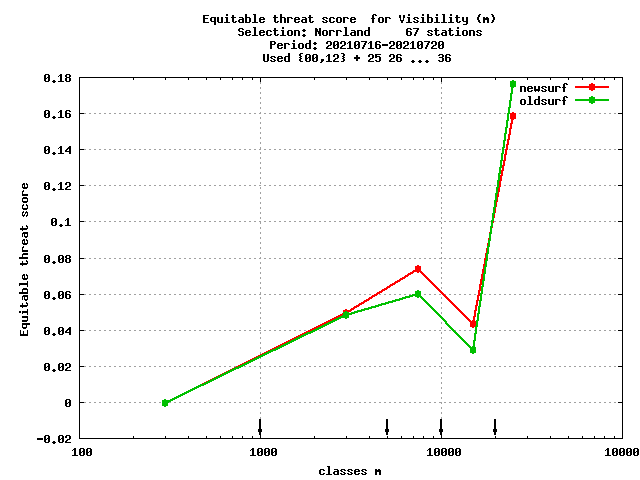 Equitable threat score  for Visibility (m)
Selection: Norrland     67 stations
Period: 20210716-20210720
Used {00,12} + 25 26 ... 36
0.18
0.16
0.14
0.12
0.1
0.08
0.06
0.04
0.02
0
-0.02
Equitable threat score
newsurf
oldsurf
100
1000
10000
10000
classes m